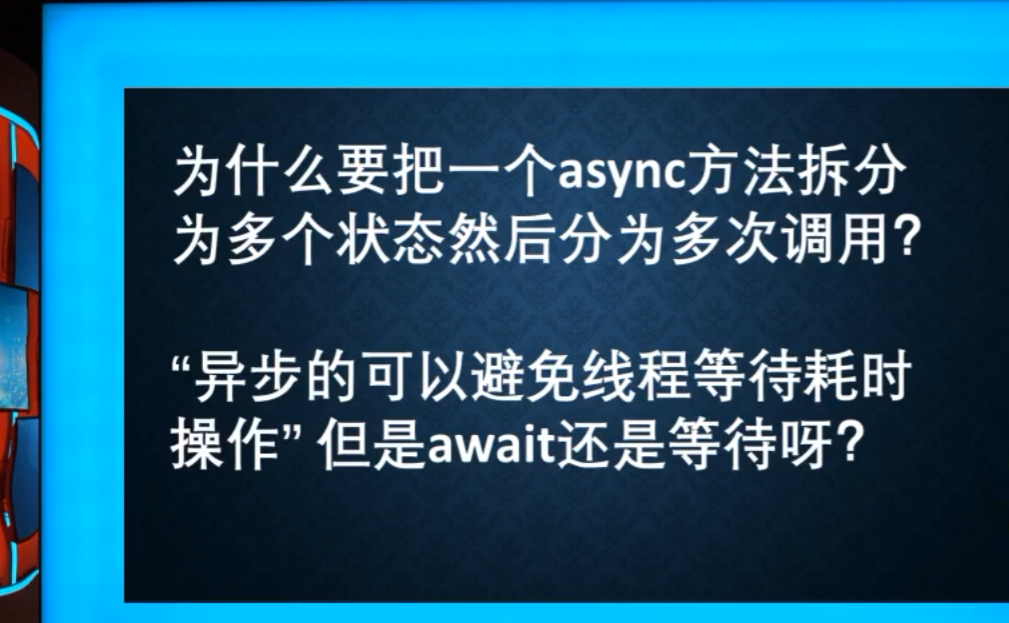 为什么要把一个async方法拆分
为多个状态然后分为多次调用？
“异步的可以避免线程等待耗时
操作” 但是await还是等待呀？